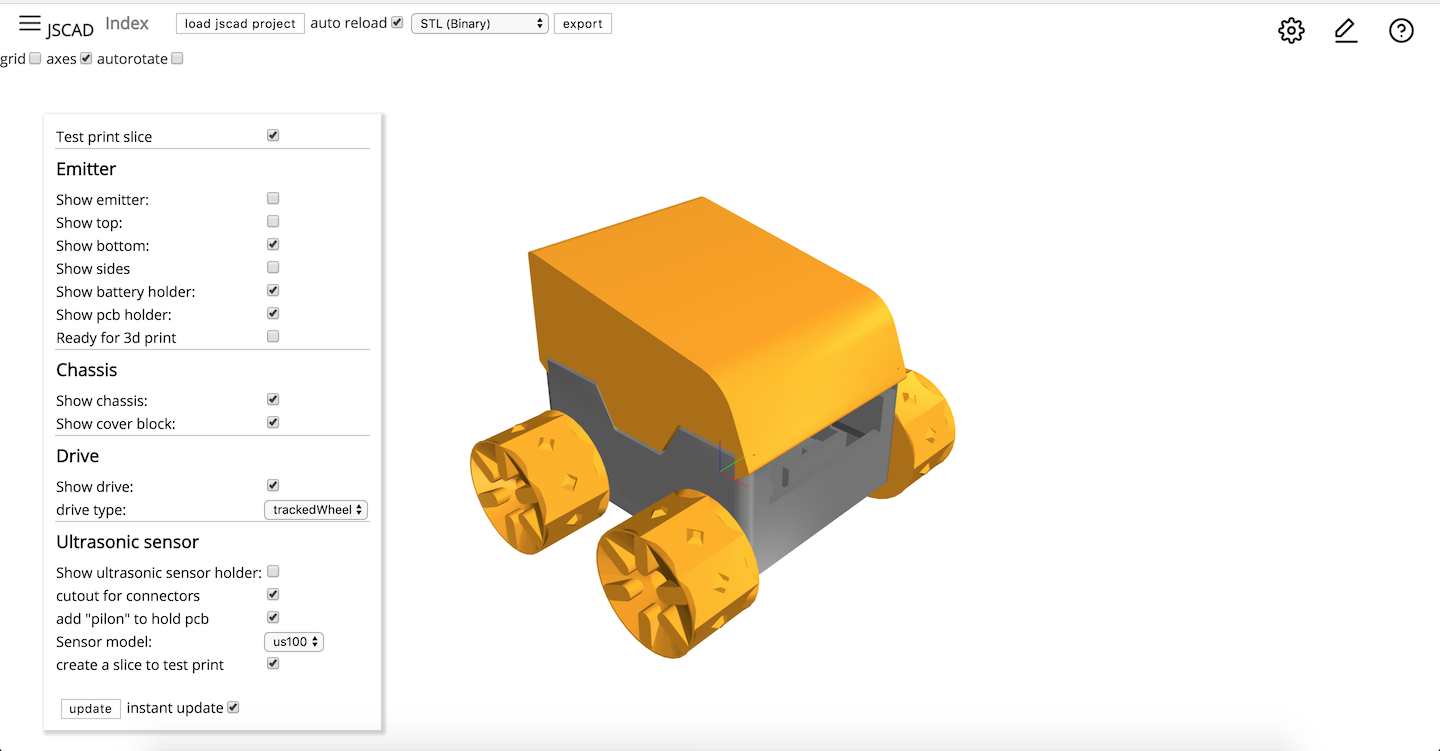 JSCAD Index load jscad project auto reload STL (Binary) export
grid axes autorotate
Test print slice
Emitter
Show emitter:
Show top:
Show bottom:
Show sides
Show battery holder:
Show pcb holder:
Ready for 3d print
Chassis
Show chassis:
Show cover block:
Drive
Show drive:
drive type: trackedWheel
Ultrasonic sensor
Show ultrasonic sensor holder:
cutout for connectors
add "pilon" to hold pcb
Sensor model: us100
create a slice to test print
update instant update